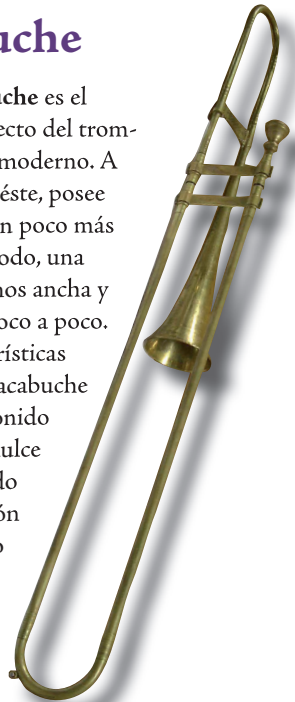 uche
uche es el
ecto del trom-
moderno. A
éste, posee
n poco más
odo, una
nos ancha y
oco a poco.
rísticas
acabuche
onido
ulce
do
ón
o